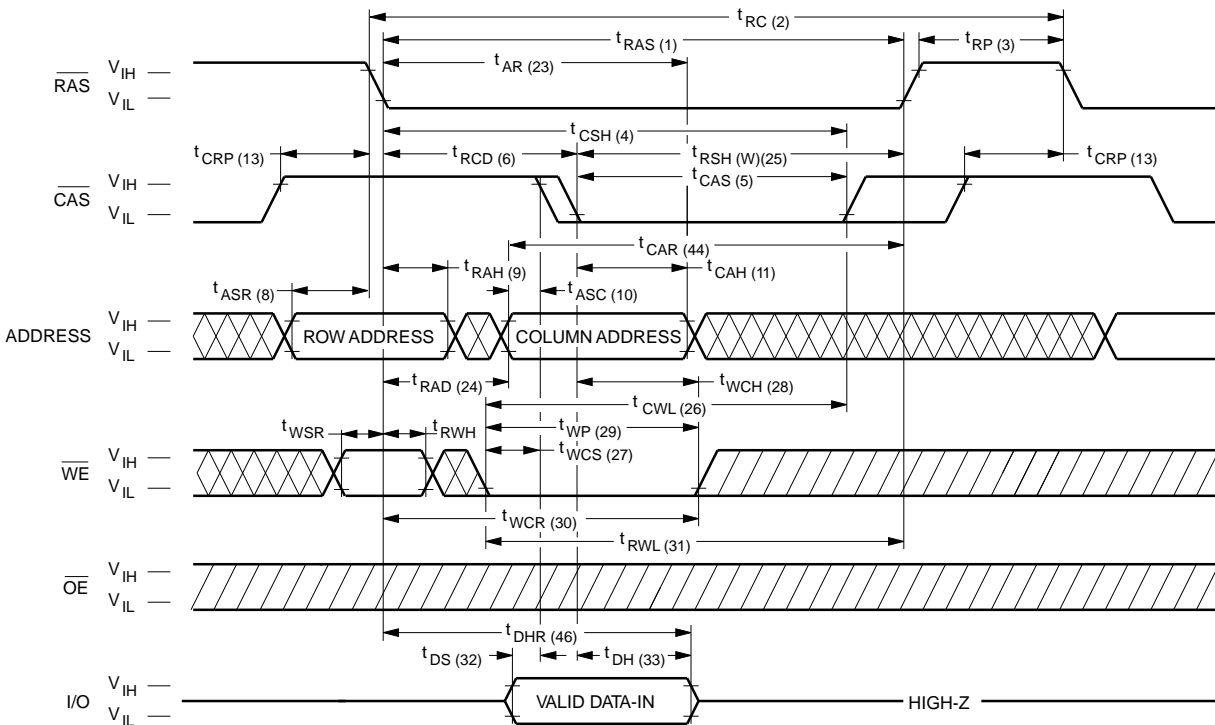 t RC (2)
t RAS (1) t RP (3)
t AR (23)
RAS V IH
V IL
t CSH (4)
t CRP (13) t RCD (6) t RSH (W)(25) t CRP (13)
t CAS (5)
CAS V IH
V IL
t CAR (44)
t RAH (9) t CAH (11)
t ASR (8) t ASC (10)
ADDRESS V IH
V IL
ROW ADDRESS COLUMN ADDRESS
t RAD (24) t WCH (28)
t CWL (26)
t WSR t RWH t WP (29)
t WCS (27)
WE V IH
V IL
t WCR (30)
t RWL (31)
OE V IH
V IL
t DHR (46)
t DS (32) t DH (33)
I/O V IH
V IL
VALID DATA-IN HIGH-Z